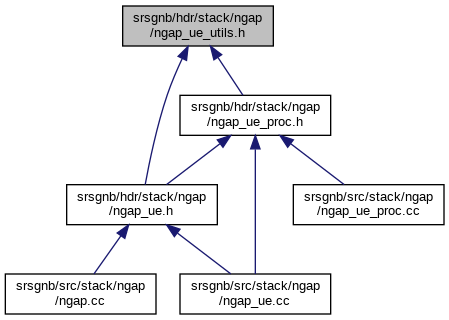 srsgnb/hdr/stack/ngap
/ngap_ue_utils.h
srsgnb/hdr/stack/ngap
/ngap_ue_proc.h
srsgnb/hdr/stack/ngap
/ngap_ue.h
srsgnb/src/stack/ngap
/ngap_ue_proc.cc
srsgnb/src/stack/ngap
/ngap.cc
srsgnb/src/stack/ngap
/ngap_ue.cc